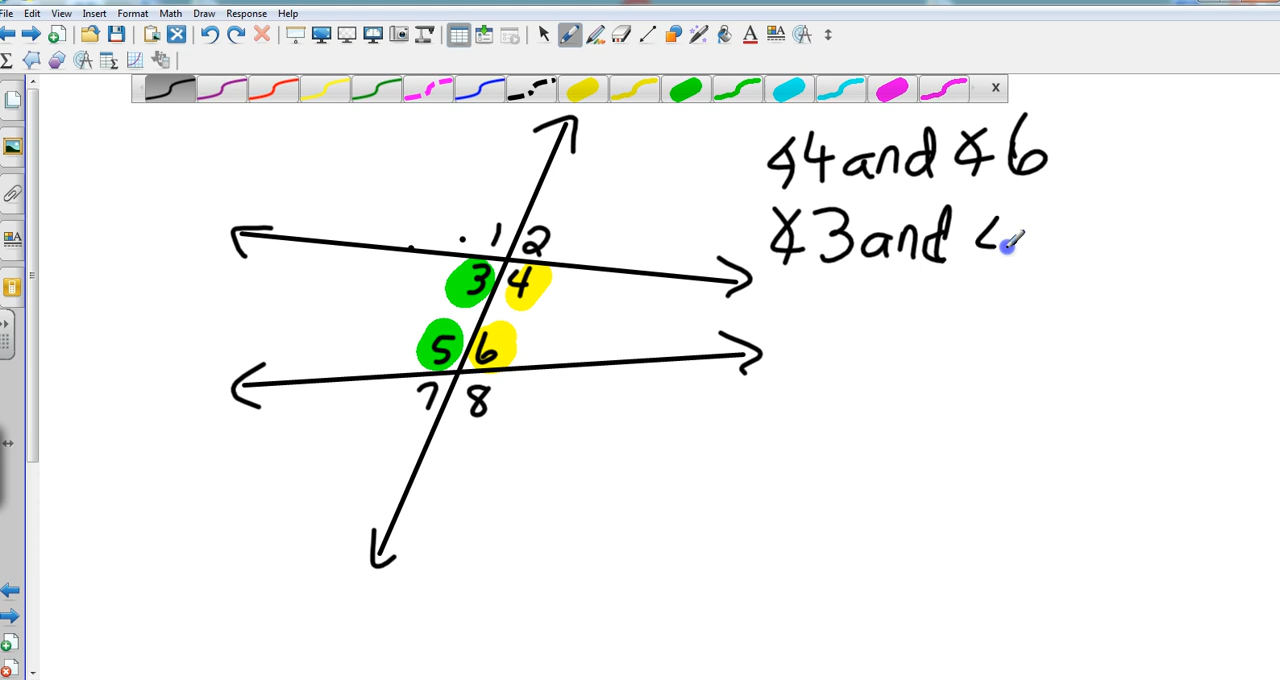 File Edit View Insert Format Math Draw Response Help
∡4 and ∡6
∡3 and <
1 2
3 4
5 6
7 8